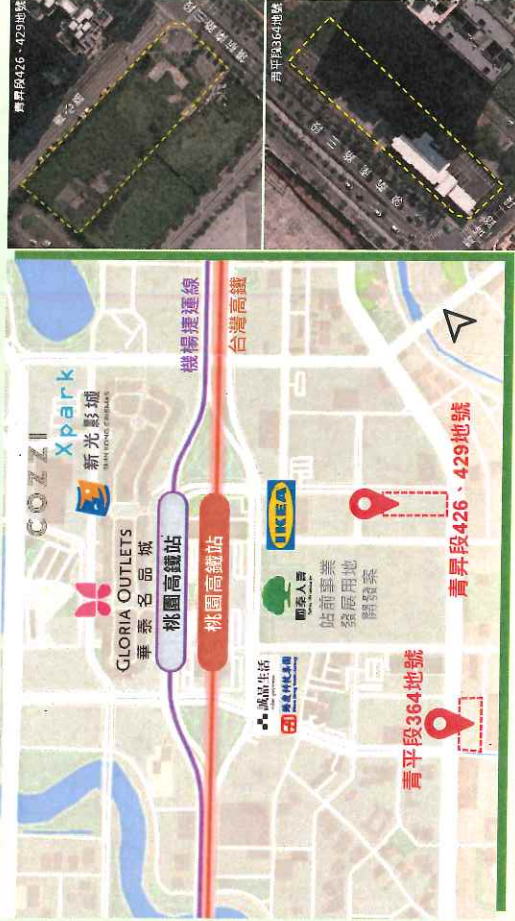 青昇段426、429地號
青平段364地號
COZZI
Xpark
新光影城
SHIN KONG CINEMAS
GLORIA OUTLETS
華泰名品城
機場捷運線
台灣高鐵
桃園高鐵站
桃園高鐵站
IKEA
國泰人壽
站前事業
發展用地
開發案
誠品生活
青昇段426、429地號
青平段364地號